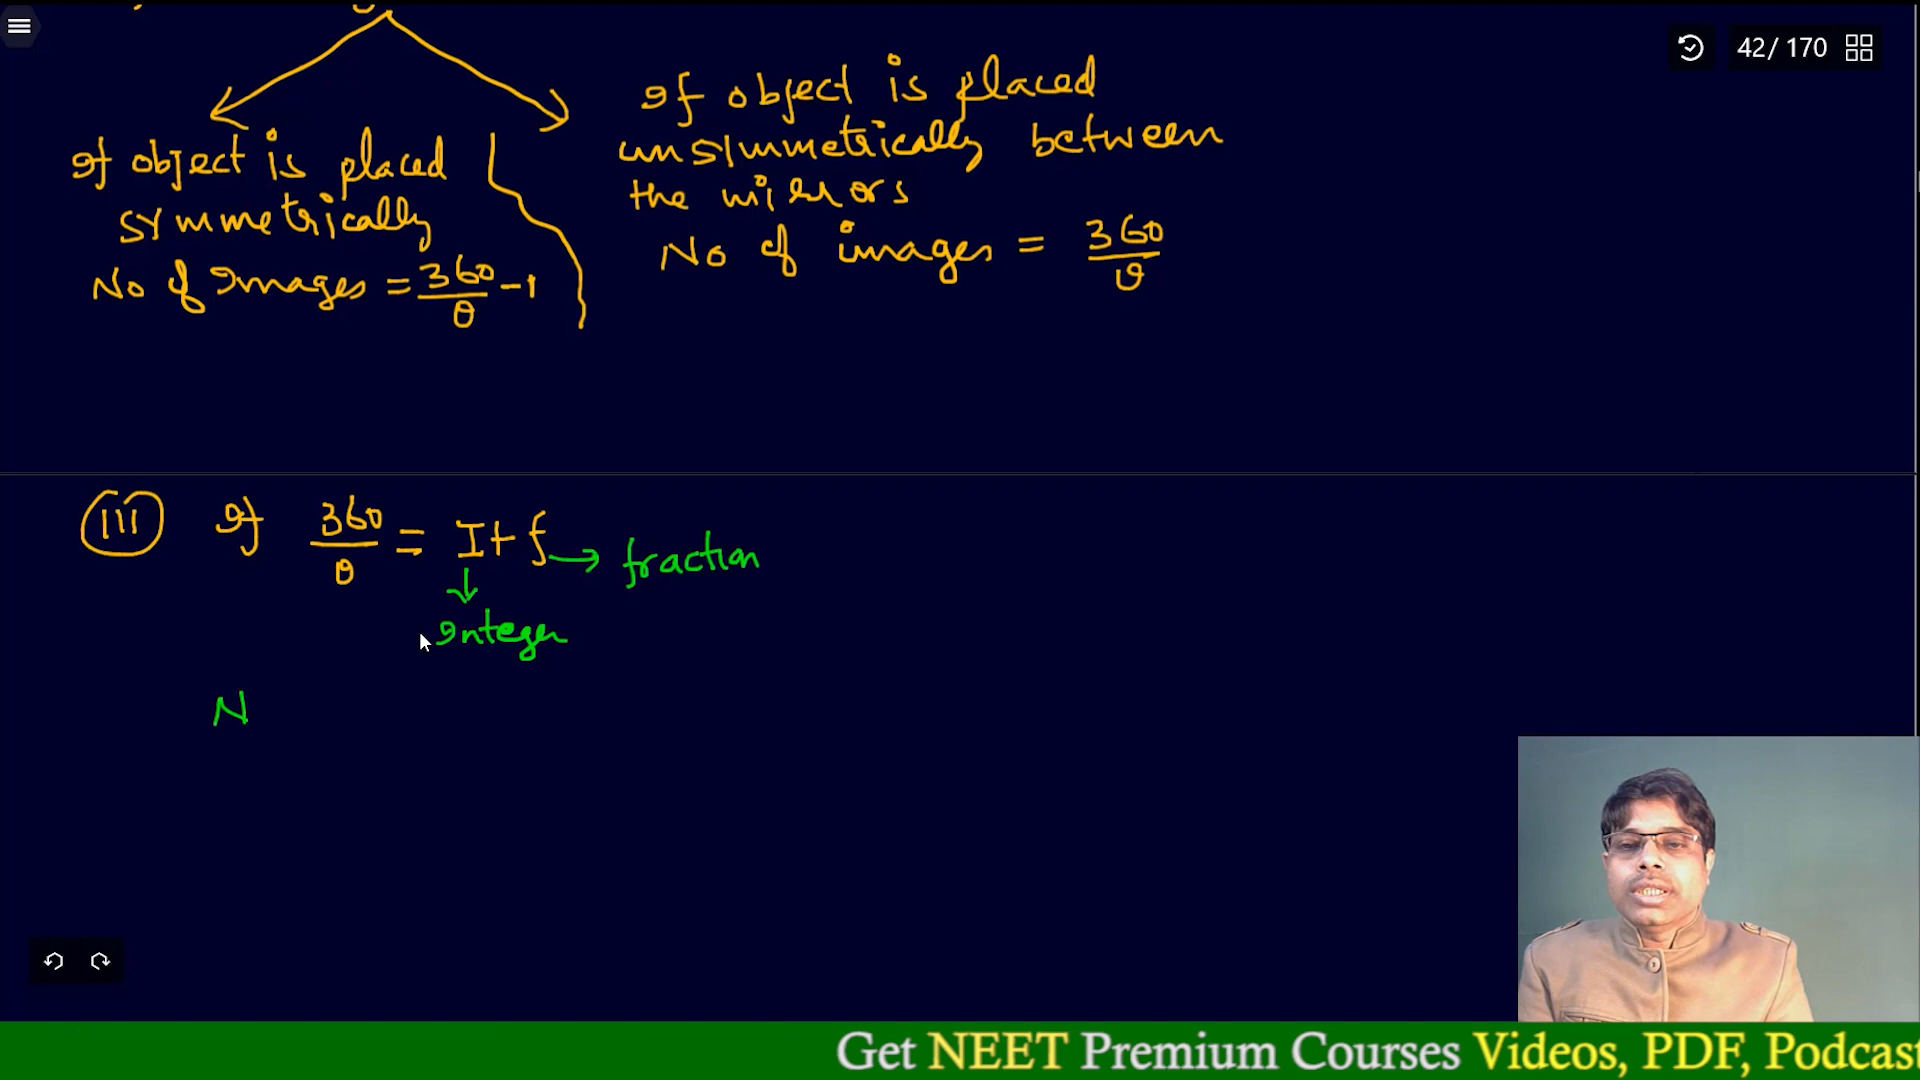 42/ 170
If object is placed
symmetrically
No of Images = 360/θ - 1
If object is placed
unsymmetrically between
the mirrors
No of images = 360/θ
(III) If 360/θ = I + f → fraction
↓
Integer
N
Get NEET Premium Courses Videos, PDF, Podcast